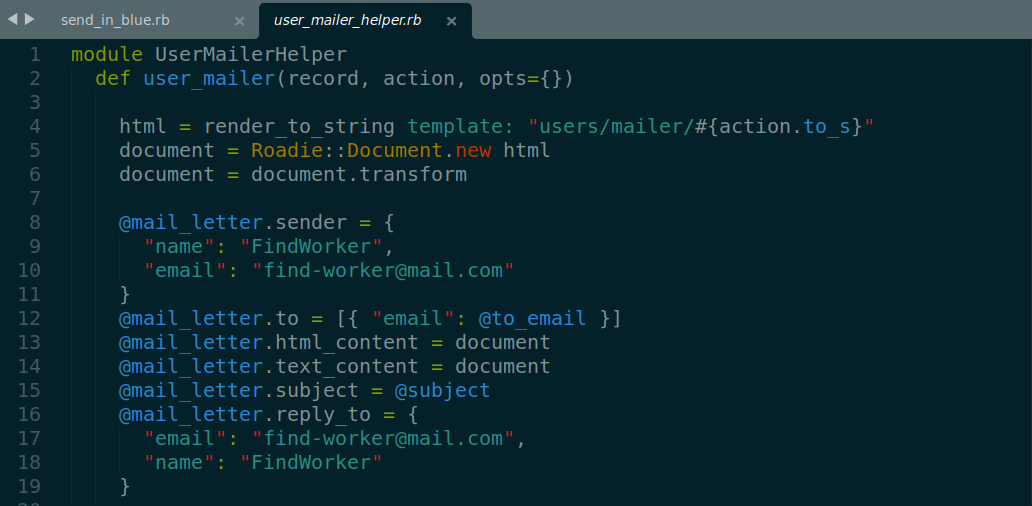 send_in_blue.rb
user_mailer_helper.rb
1 module UserMailerHelper
2   def user_mailer(record, action, opts={})
3
4     html = render_to_string template: "users/mailer/#{action.to_s}"
5     document = Roadie::Document.new html
6     document = document.transform
7
8     @mail_letter.sender = {
9       "name": "FindWorker",
10       "email": "find-worker@mail.com"
11     }
12     @mail_letter.to = [{ "email": @to_email }]
13     @mail_letter.html_content = document
14     @mail_letter.text_content = document
15     @mail_letter.subject = @subject
16     @mail_letter.reply_to = {
17       "email": "find-worker@mail.com",
18       "name": "FindWorker"
19     }